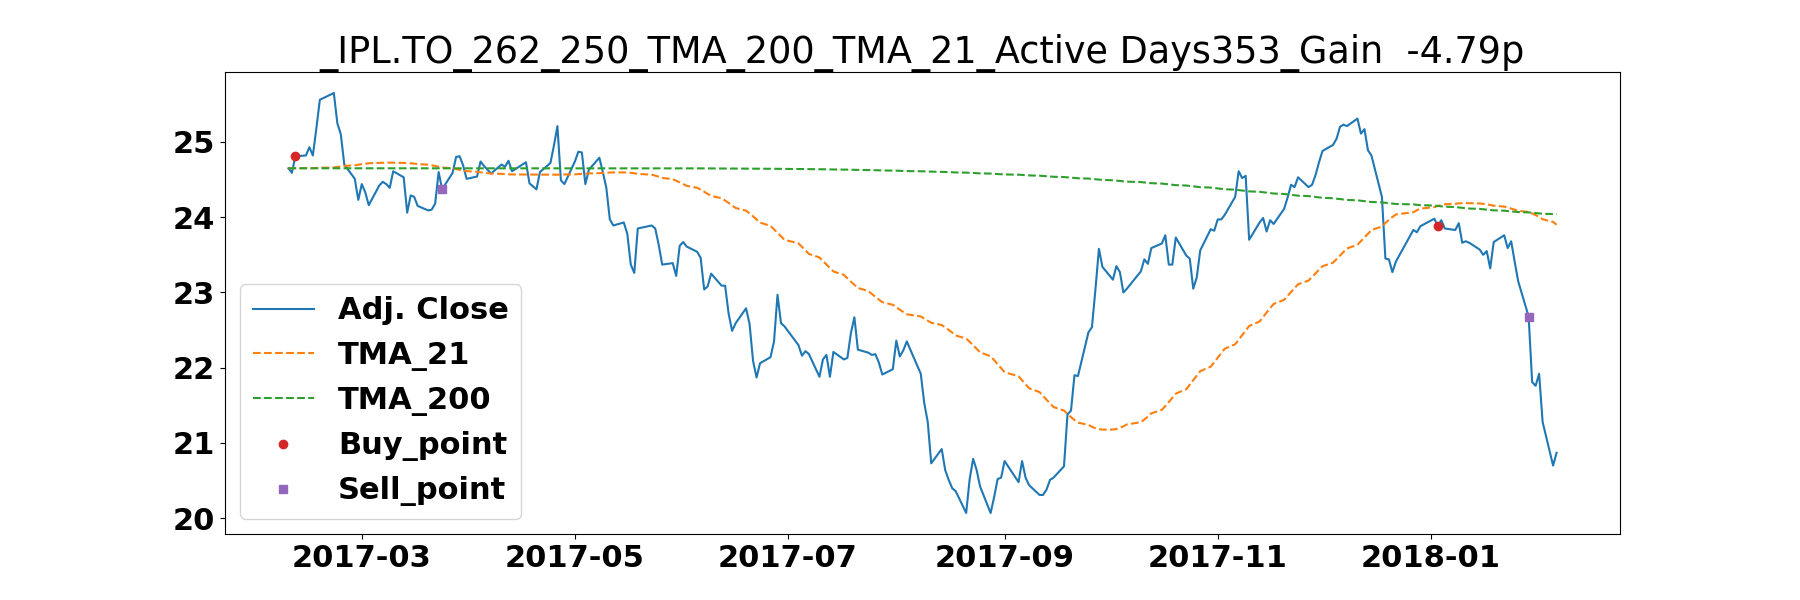 _IPL.TO_262_250_TMA_200_TMA_21_Active Days353_Gain  -4.79p
25
24
23
22
21
20
Adj. Close
TMA_21
TMA_200
Buy_point
Sell_point
2017-03 2017-05 2017-07 2017-09 2017-11 2018-01